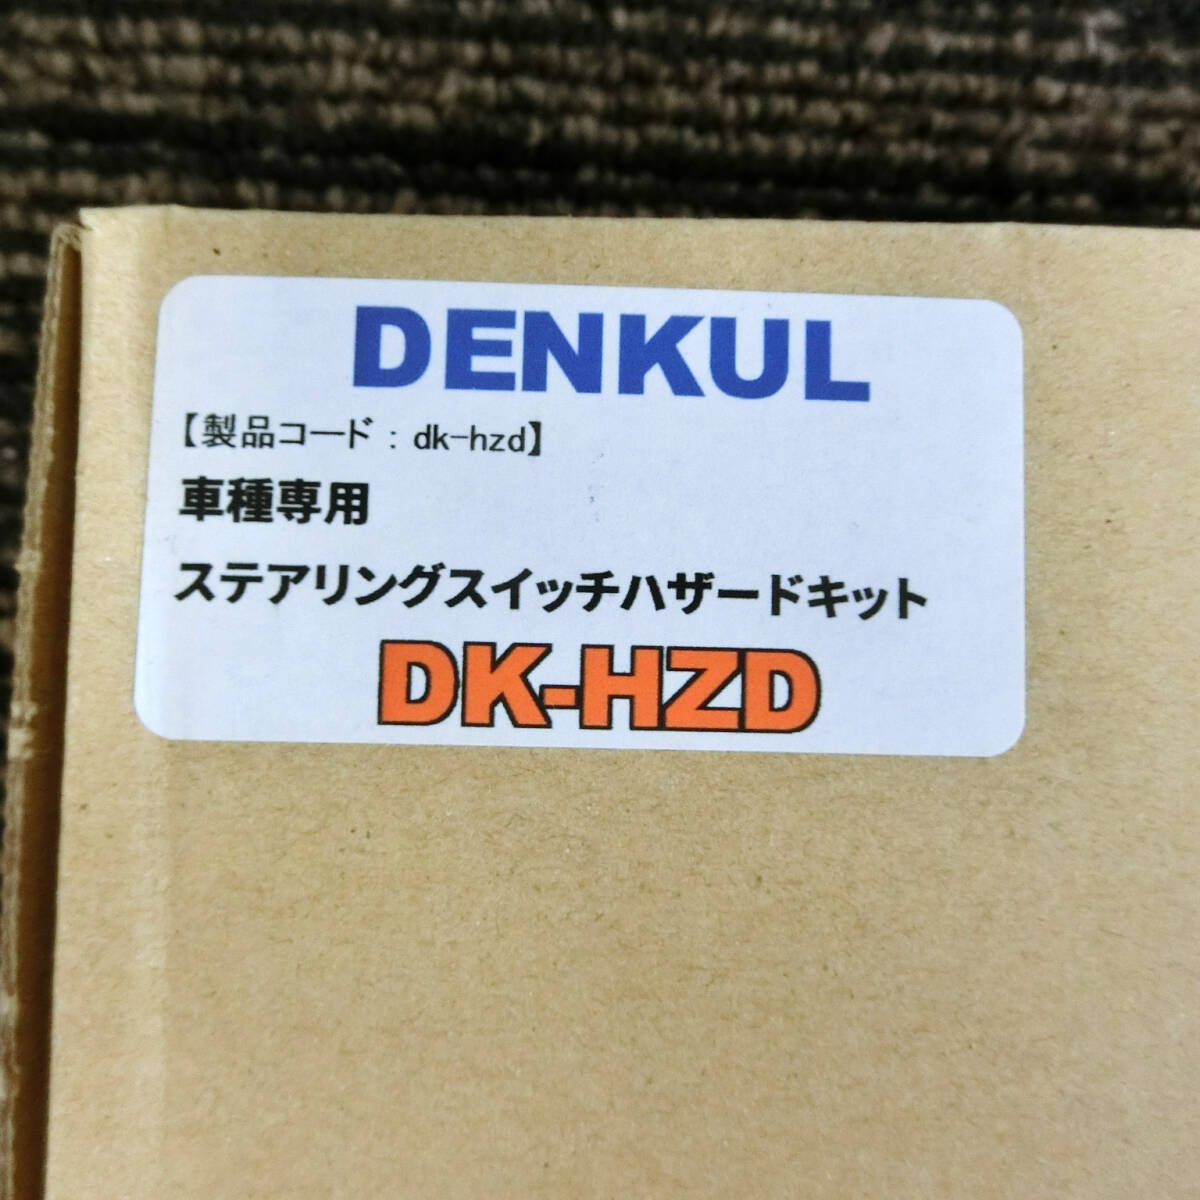 DENKUL
【製品コード : dk-hzd】
車種専用
ステアリングスイッチハザードキット
DK-HZD